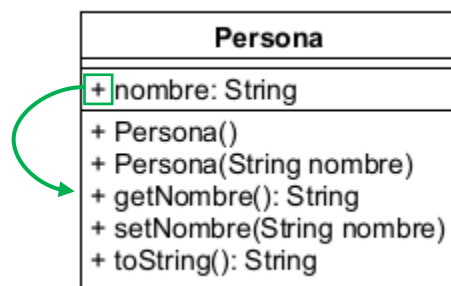 Persona
+ nombre: String
+ Persona()
+ Persona(String nombre)
+ getNombre(): String
+ setNombre(String nombre)
+ toString(): String